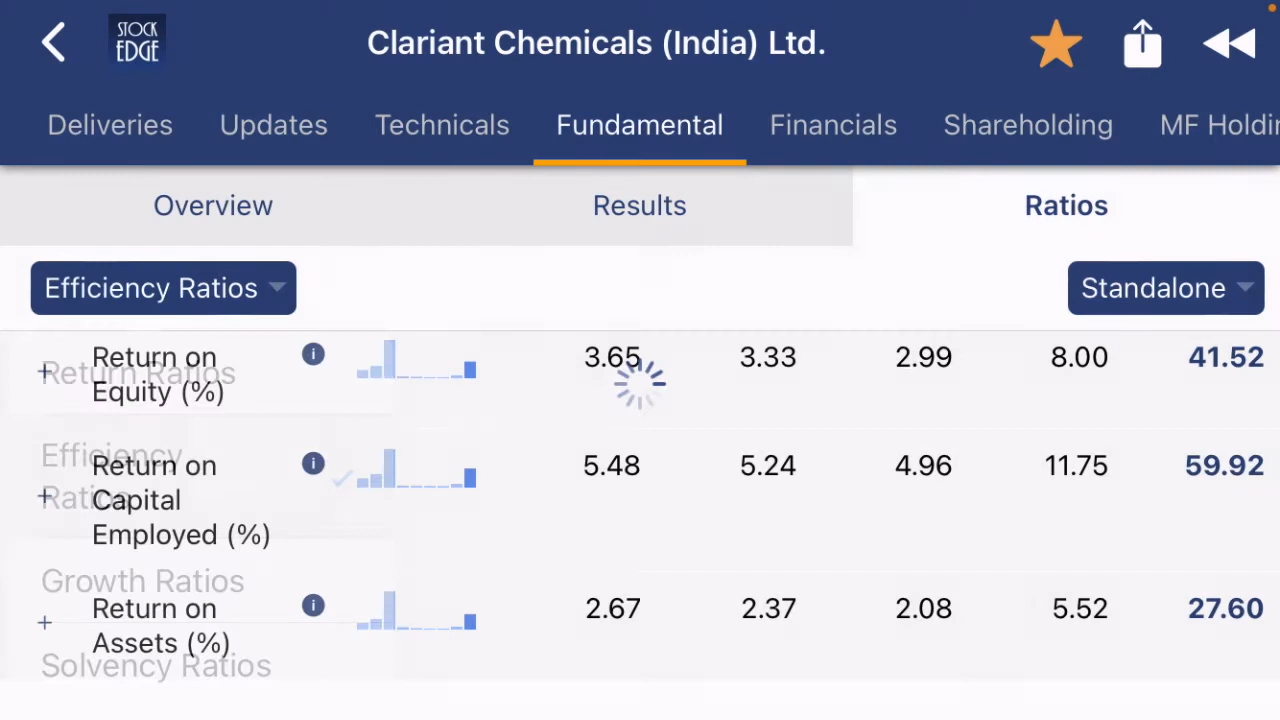 STOCK
EDGE
Clariant Chemicals (India) Ltd.
Deliveries Updates Technicals Fundamental Financials Shareholding MF Holdin
Overview Results Ratios
Efficiency Ratios Standalone
Return Ratios
+ Return on
Equity (%) i 3.65 3.33 2.99 8.00 41.52
Efficiency
Ratios
+ Return on
Capital
Employed (%) i 5.48 5.24 4.96 11.75 59.92
Growth Ratios
+ Return on
Assets (%) i 2.67 2.37 2.08 5.52 27.60
Solvency Ratios